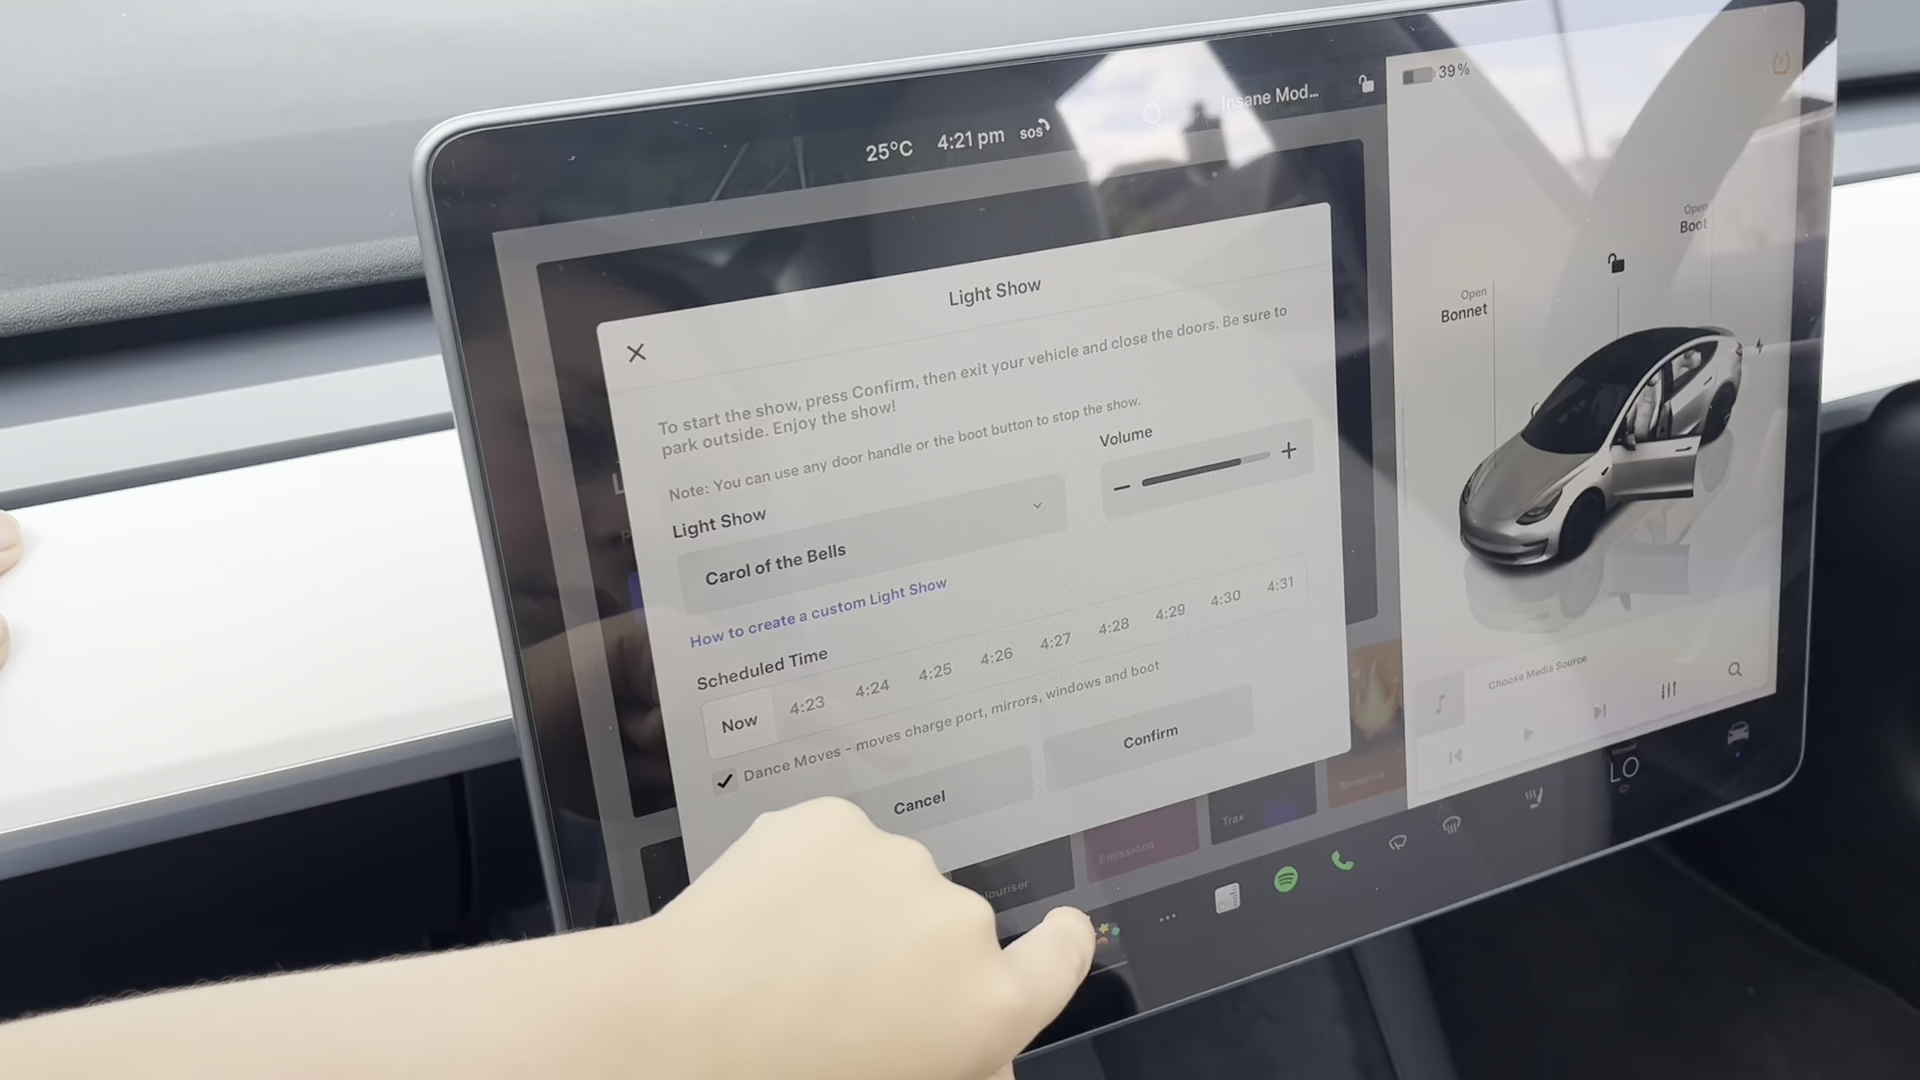 25°C 4:21 pm SOS
Insane Mod...
39%
Light Show
To start the show, press Confirm, then exit your vehicle and close the doors. Be sure to
park outside. Enjoy the show!
Note: You can use any door handle or the boot button to stop the show.
Light Show
Volume
Carol of the Bells
How to create a custom Light Show
Scheduled Time
Now 4:23 4:24 4:25 4:26 4:27 4:28 4:29 4:30 4:31
Dance Moves - moves charge port, mirrors, windows and boot
Cancel
Confirm
Open
Boot
Open
Bonnet
Choose Media Source
Emissions
Trax
Romance
Manual
LO